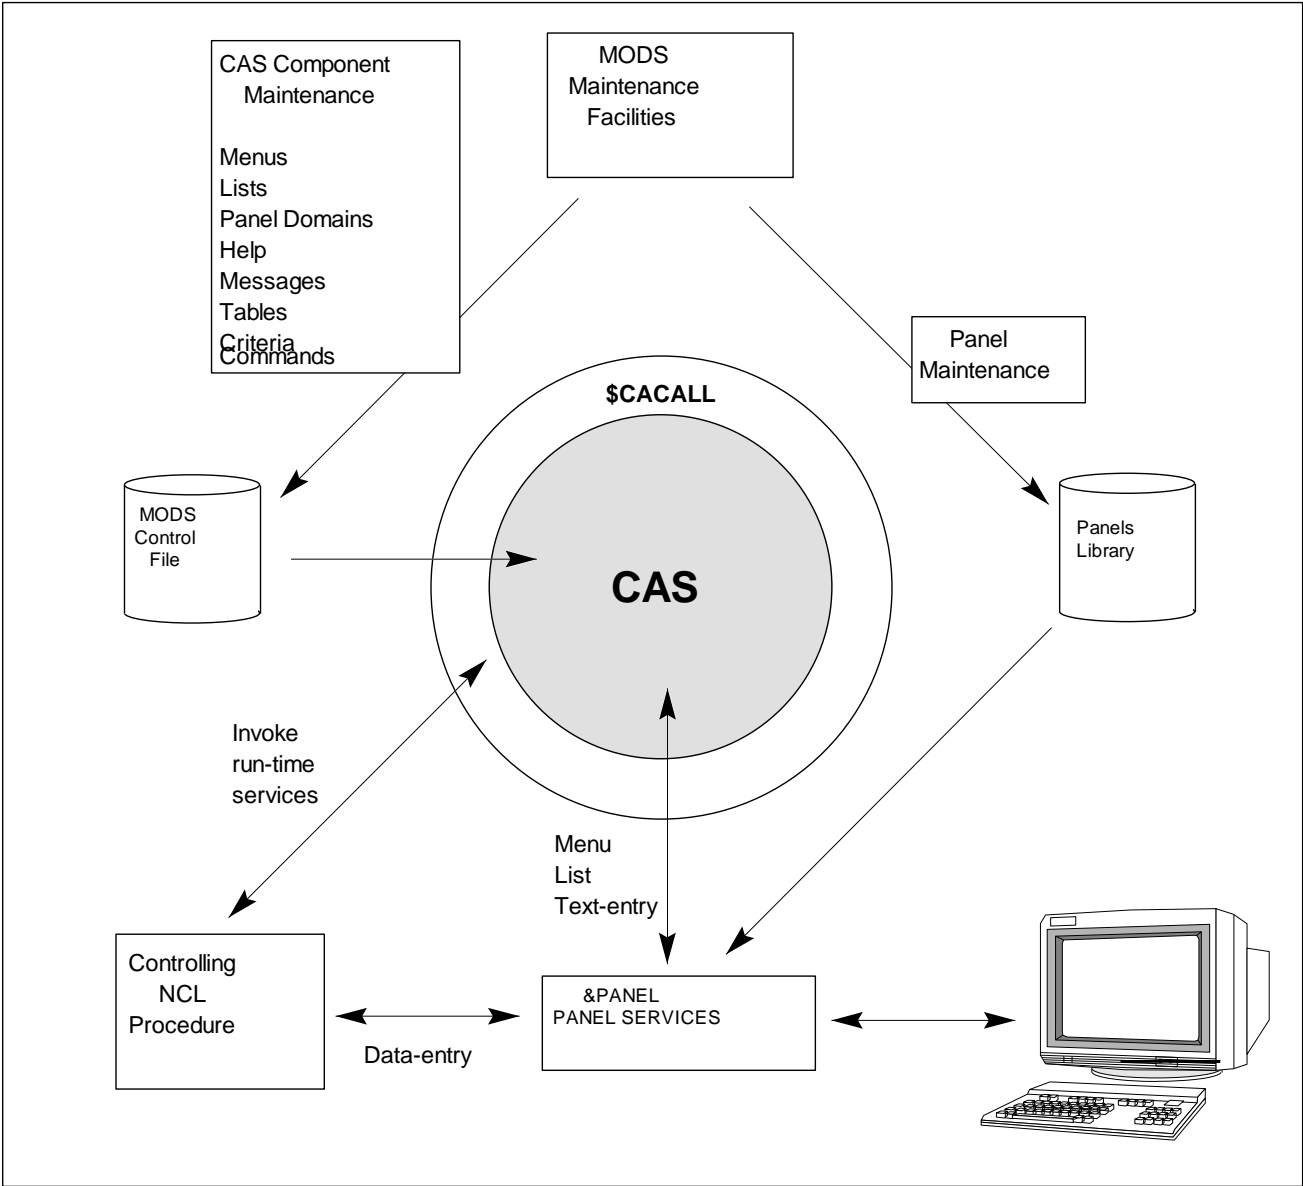 CAS Component
Maintenance
Menus
Lists
Panel Domains
Help
Messages
Tables
Criteria
Commands
MODS
Maintenance
Facilities
Panel
Maintenance
$CACALL
MODS
Control
File
CAS
Panels
Library
Invoke
run-time
services
Menu
List
Text-entry
Controlling
NCL
Procedure
Data-entry
&PANEL
PANEL SERVICES